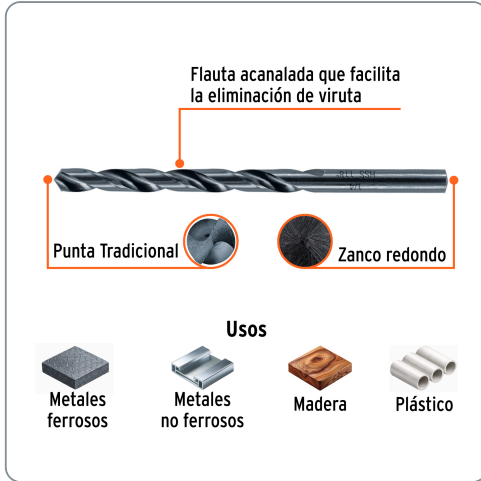 Flauta acanalada que facilita
la eliminación de viruta
Punta Tradicional
Zanco redondo
Usos
Metales
ferrosos
Metales
no ferrosos
Madera
Plástico